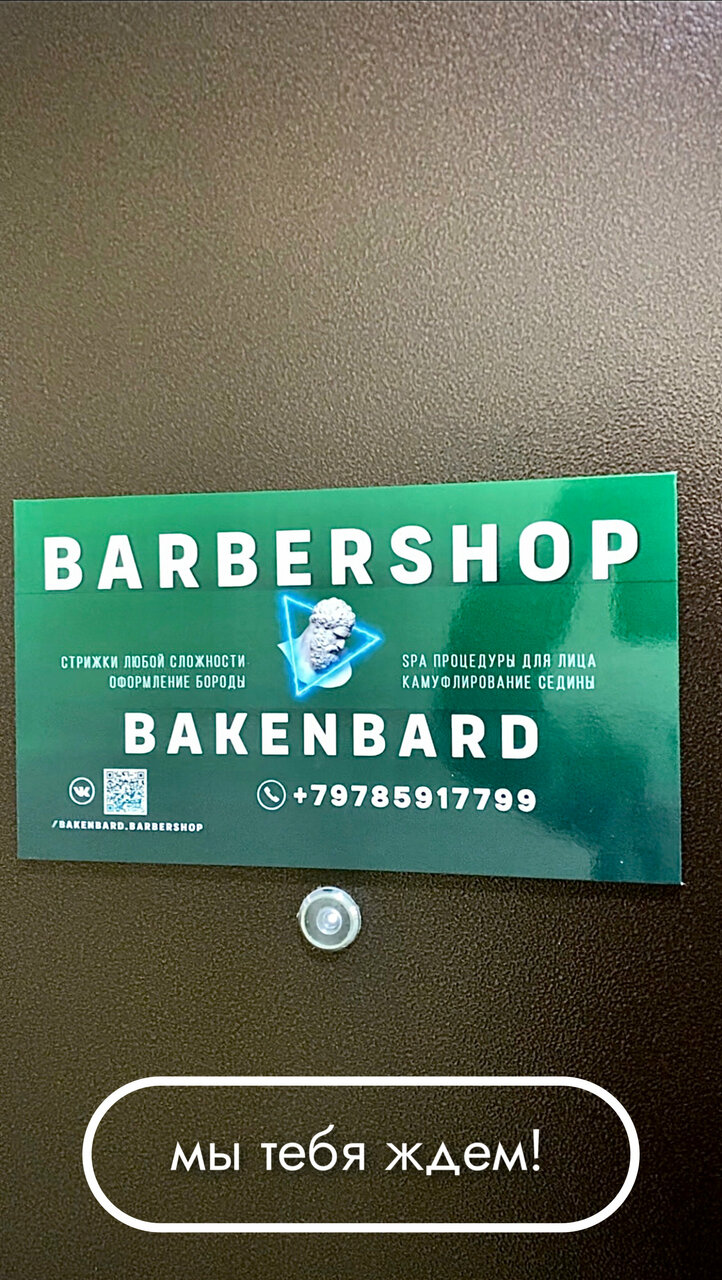 BARBERSHOP
СТРИЖКИ ЛЮБОЙ СЛОЖНОСТИ
ОФОРМЛЕНИЕ БОРОДЫ
SPA ПРОЦЕДУРЫ ДЛЯ ЛИЦА
КАМУФЛИРОВАНИЕ СЕДИНЫ
BAKENBARD
/BAKENBARD.BARBERSHOP
+79785917799
мы тебя ждем!